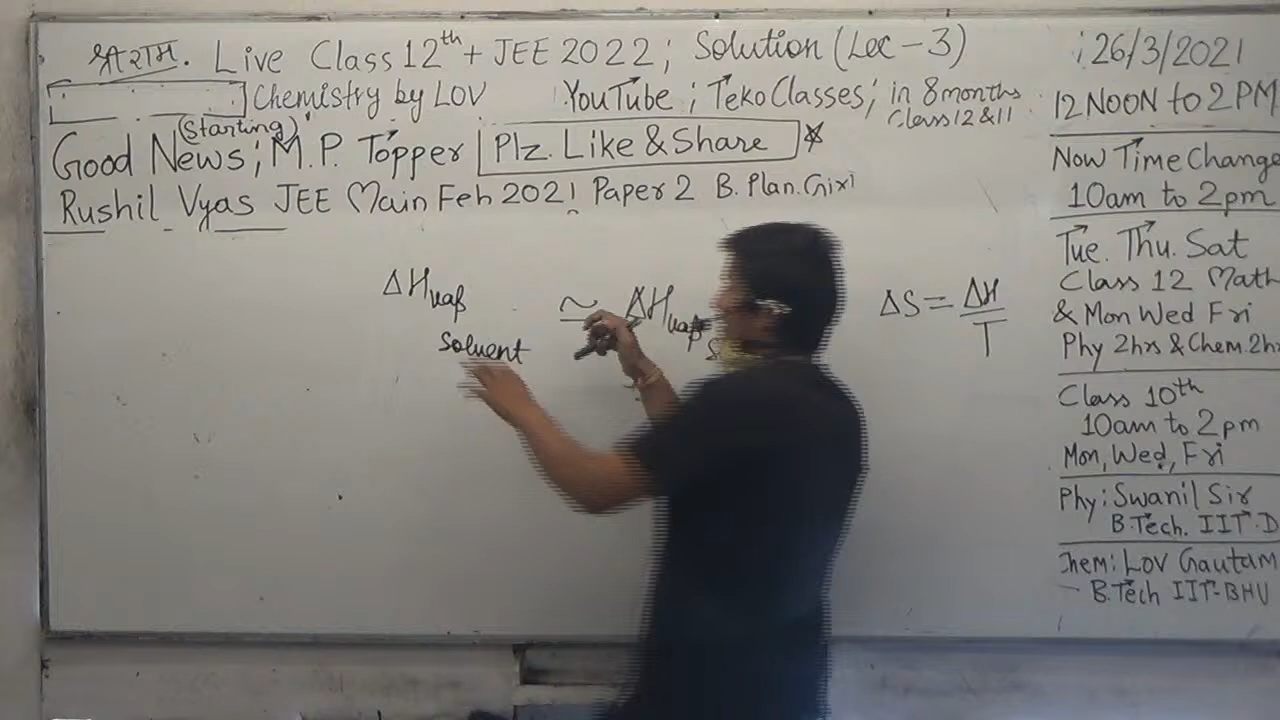 श्री राम. Live Class 12th + JEE 2022; Solution (Lec - 3)
26/3/2021
Chemistry by LOV YouTube; TekoClasses; in 8 months
Class 12 & 11
12 NOON to 2 PM
(Starting)
Good News; M.P. Topper Plz. Like & Share
Rushil Vyas JEE Main Feb 2021 Paper 2 B. Plan. Girl
Now Time Change
10am to 2pm
Tue. Thu. Sat
Class 12 Math
& Mon Wed Fri
Phy 2hrs & Chem. 2h
Class 10th
10am to 2pm
Mon, Wed, Fri
Phy: Swanil Sir
B.Tech. IIT-D
Chem: Lov Gautam
B.Tech IIT-BHU
ΔHvap solvent ≃ ΔHvap
ΔS = ΔH/T